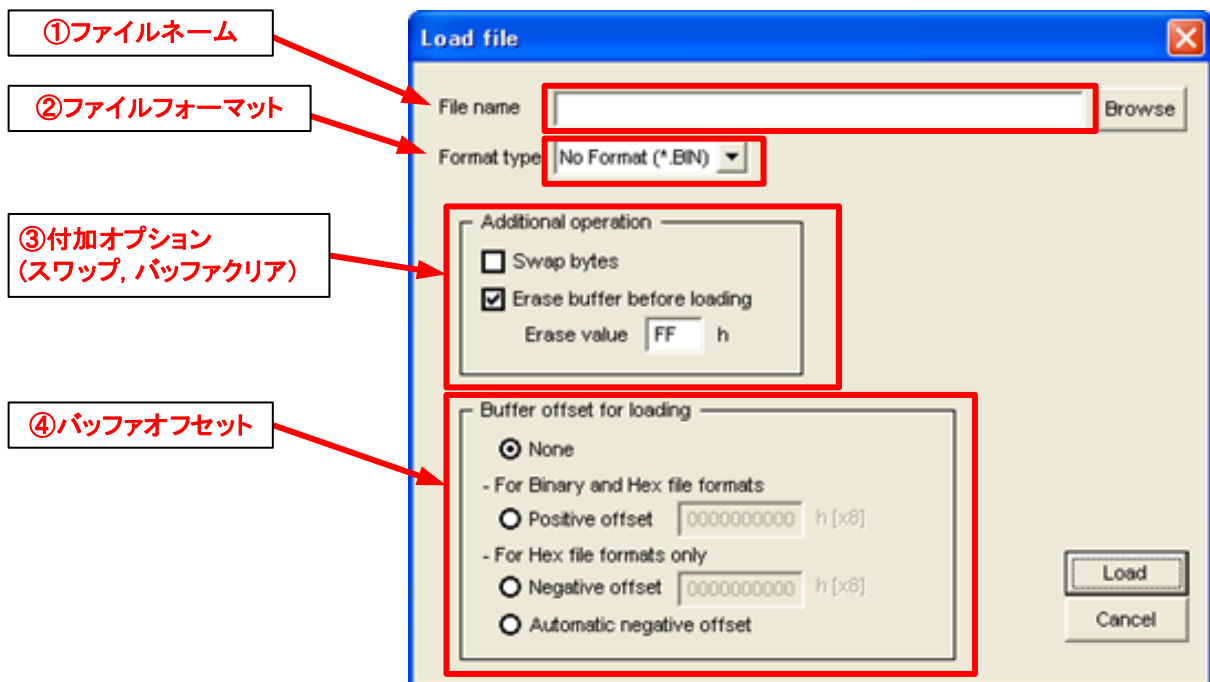 ①ファイルネーム
②ファイルフォーマット
③付加オプション
(スワップ, バッファクリア)
④バッファオフセット
Load file
File name
Browse
Format type
No Format (*.BIN)
Additional operation
Swap bytes
Erase buffer before loading
Erase value FF h
Buffer offset for loading
None
- For Binary and Hex file formats
Positive offset 0000000000 h [x8]
- For Hex file formats only
Negative offset 0000000000 h [x8]
Automatic negative offset
Load
Cancel